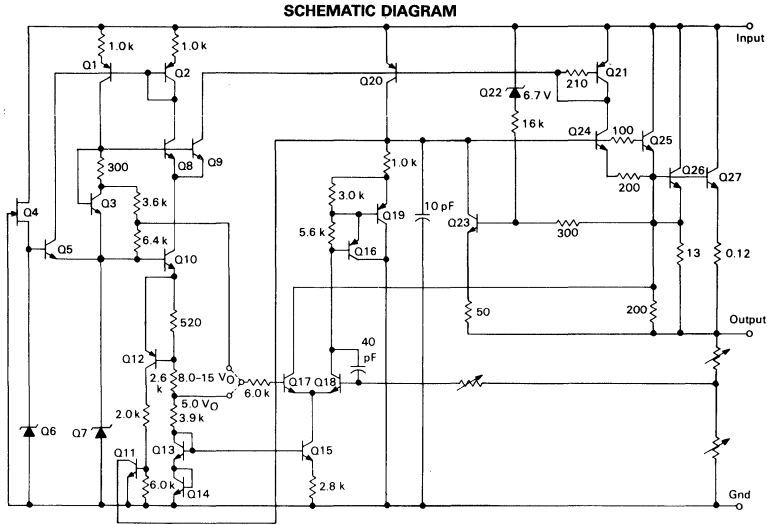 SCHEMATIC DIAGRAM
Input
1.0 k
1.0 k
Q1
Q2
Q20
Q21
210
Q22
6.7 V
16 k
Q24
100
Q25
Q8
Q9
300
1.0 k
Q26
Q27
200
Q3
3.6 k
3.0 k
Q19
10 pF
Q4
Q23
300
5.6 k
Q5
6.4 k
Q16
Q10
13
0.12
50
200
Output
520
40
pF
Q12
2.6
k
8.0–15 VO
Q17
Q18
6.0 k
5.0 VO
2.0 k
3.9 k
Q6
Q7
Q11
Q13
Q15
6.0 k
Q14
2.8 k
Gnd